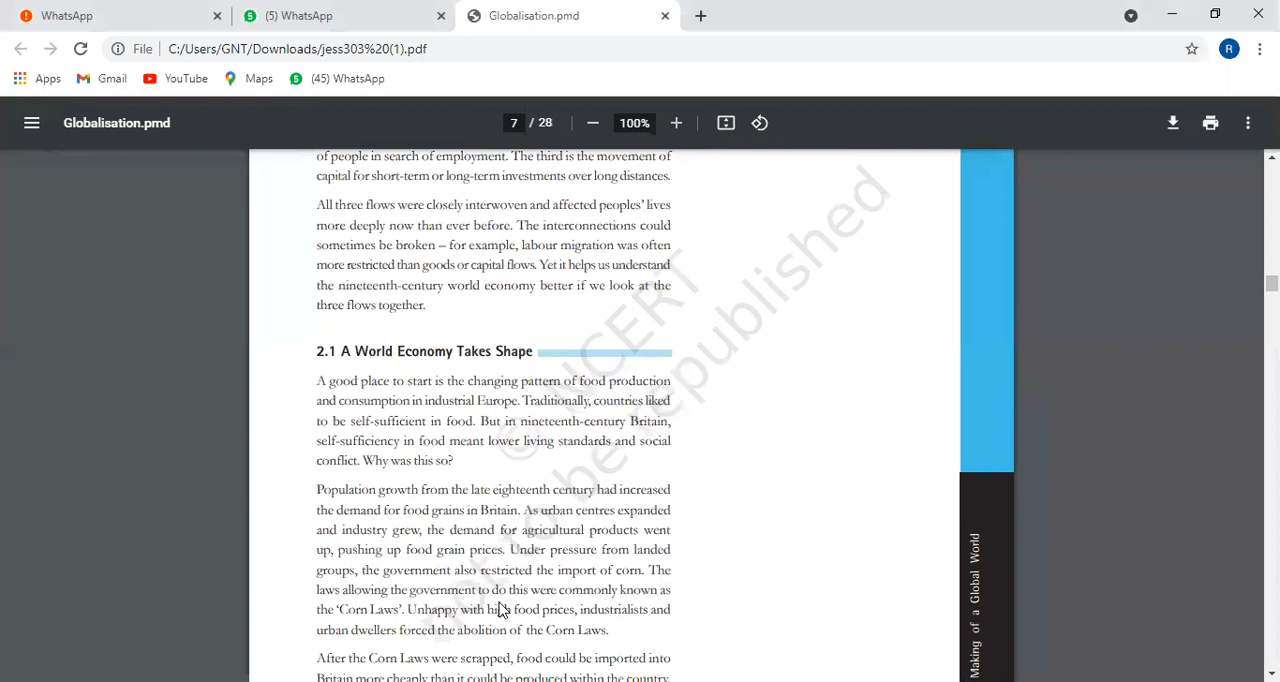 WhatsApp
(5) WhatsApp
Globalisation.pmd
File
C:/Users/GNT/Downloads/jess303%20(1).pdf
R
Apps
Gmail
YouTube
Maps
(45) WhatsApp
Globalisation.pmd
7 / 28
100%
of people in search of employment. The third is the movement of
capital for short-term or long-term investments over long distances.
All three flows were closely interwoven and affected peoples' lives
more deeply now than ever before. The interconnections could
sometimes be broken – for example, labour migration was often
more restricted than goods or capital flows. Yet it helps us understand
the nineteenth-century world economy better if we look at the
three flows together.
2.1 A World Economy Takes Shape
A good place to start is the changing pattern of food production
and consumption in industrial Europe. Traditionally, countries liked
to be self-sufficient in food. But in nineteenth-century Britain,
self-sufficiency in food meant lower living standards and social
conflict. Why was this so?
Population growth from the late eighteenth century had increased
the demand for food grains in Britain. As urban centres expanded
and industry grew, the demand for agricultural products went
up, pushing up food grain prices. Under pressure from landed
groups, the government also restricted the import of corn. The
laws allowing the government to do this were commonly known as
the 'Corn Laws'. Unhappy with high food prices, industrialists and
urban dwellers forced the abolition of the Corn Laws.
After the Corn Laws were scrapped, food could be imported into
Britain more cheaply than it could be produced within the country.
© NCERT
not to be republished
Making of a Global World